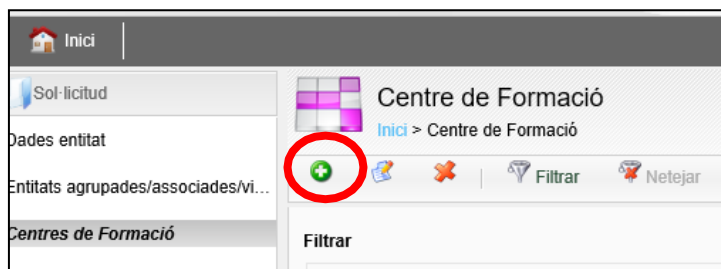 Inici
Sol·licitud
Dades entitat
Entitats agrupades/associades/vi...
Centres de Formació
Centre de Formació
Inici > Centre de Formació
Filtrar
Netejar
Filtrar